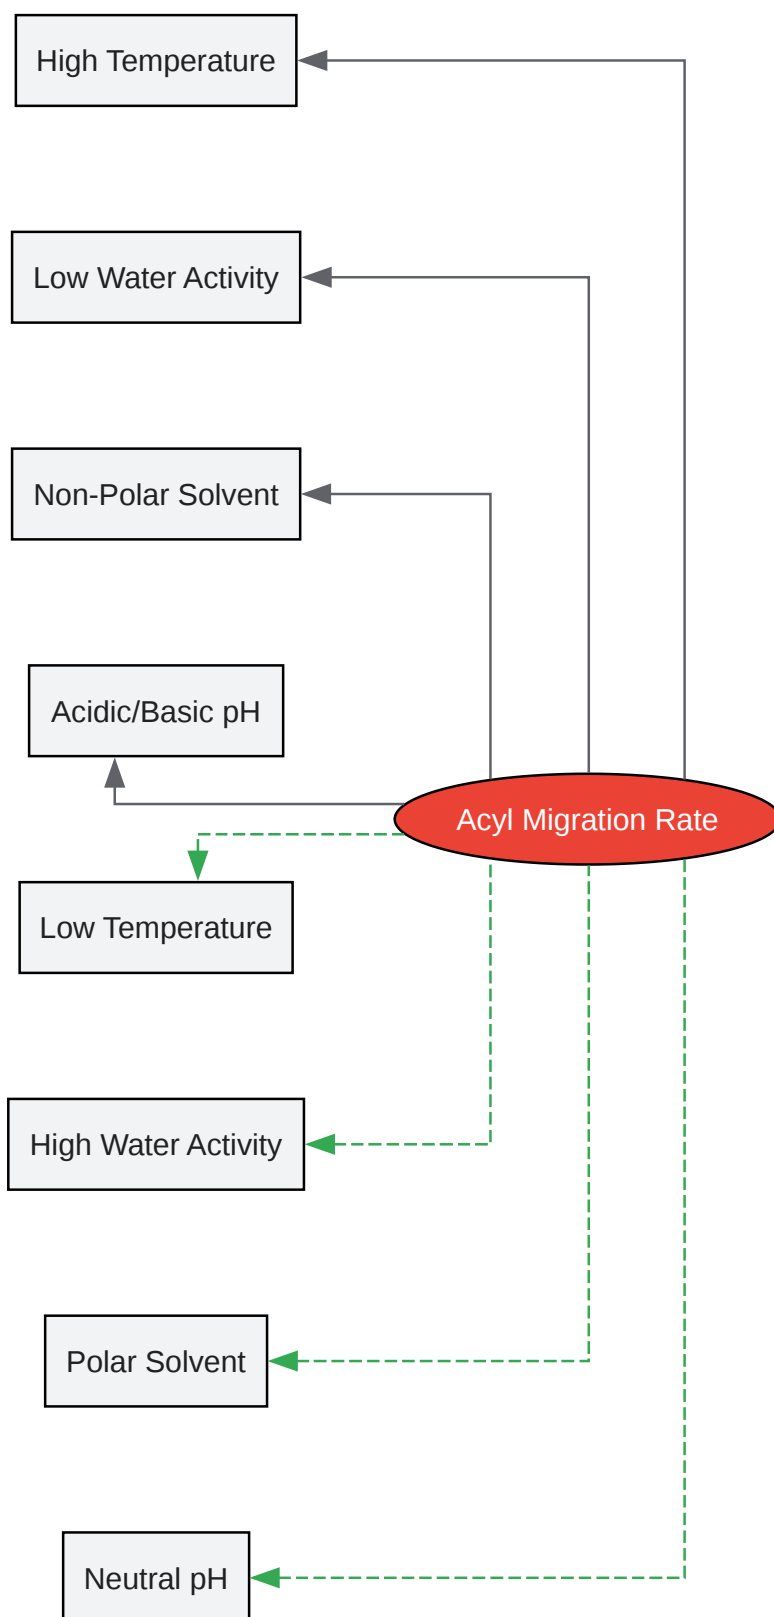 High Temperature
Low Water Activity
Non-Polar Solvent
Acidic/Basic pH
Acyl Migration Rate
Low Temperature
High Water Activity
Polar Solvent
Neutral pH